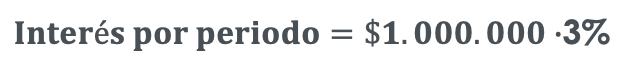 Interés por periodo = $1.000.000 ·3%